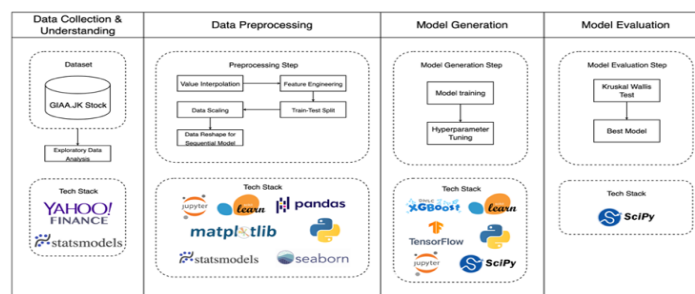 Data Collection &
Understanding
Dataset
GIAA.JK Stock
Exploratory Data
Analysis
Tech Stack
YAHOO!
FINANCE
statsmodels
Data Preprocessing
Preprocessing Step
Value Interpolation
Feature Engineering
Data Scaling
Train-Test Split
Data Reshape for
Sequential Model
Tech Stack
jupyter
learn
pandas
matplotlib
statsmodels
seaborn
Model Generation
Model Generation Step
Model training
Hyperparameter
Tuning
Tech Stack
XGBoost
learn
TensorFlow
jupyter
SciPy
Model Evaluation
Model Evaluation Step
Kruskal Wallis
Test
Best Model
Tech Stack
SciPy